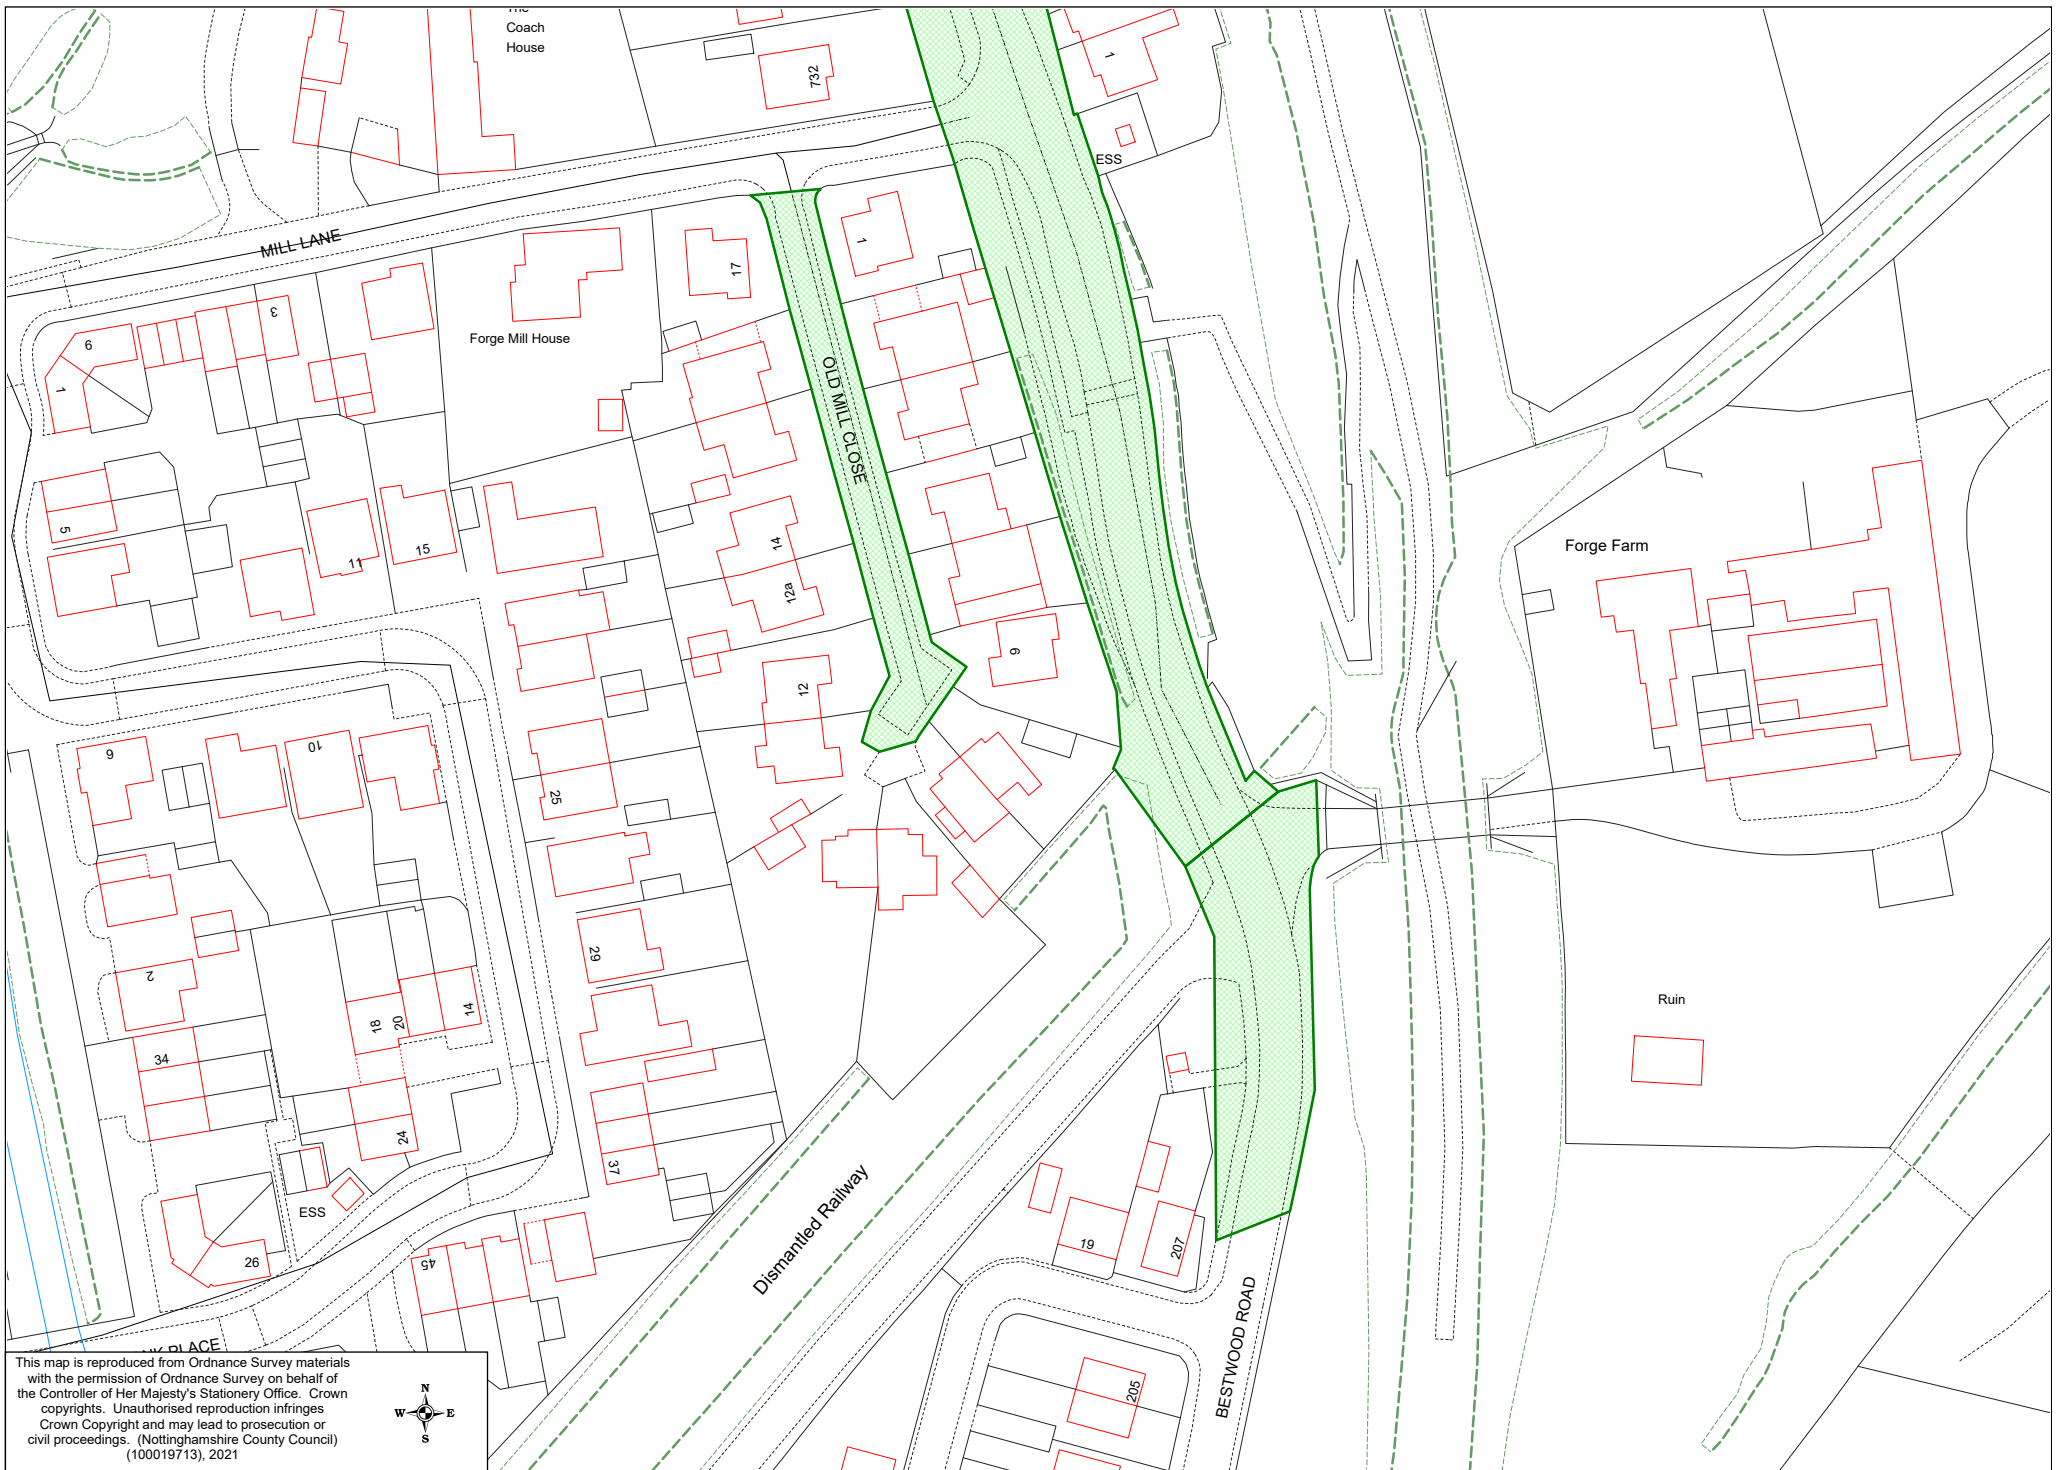 Coach
House
732
1
ESS
MILL LANE
1
17
3
6
1
Forge Mill House
OLD MILL CLOSE
5
11
15
14
12a
Forge Farm
9
12
6
10
25
29
2
18
20
14
34
Ruin
24
37
Dismantled Railway
ESS
26
45
19
207
BESTWOOD ROAD
205
PLACE
This map is reproduced from Ordnance Survey materials
with the permission of Ordnance Survey on behalf of
the Controller of Her Majesty's Stationery Office. Crown
copyrights. Unauthorised reproduction infringes
Crown Copyright and may lead to prosecution or
civil proceedings. (Nottinghamshire County Council)
(100019713), 2021
N
W E
S